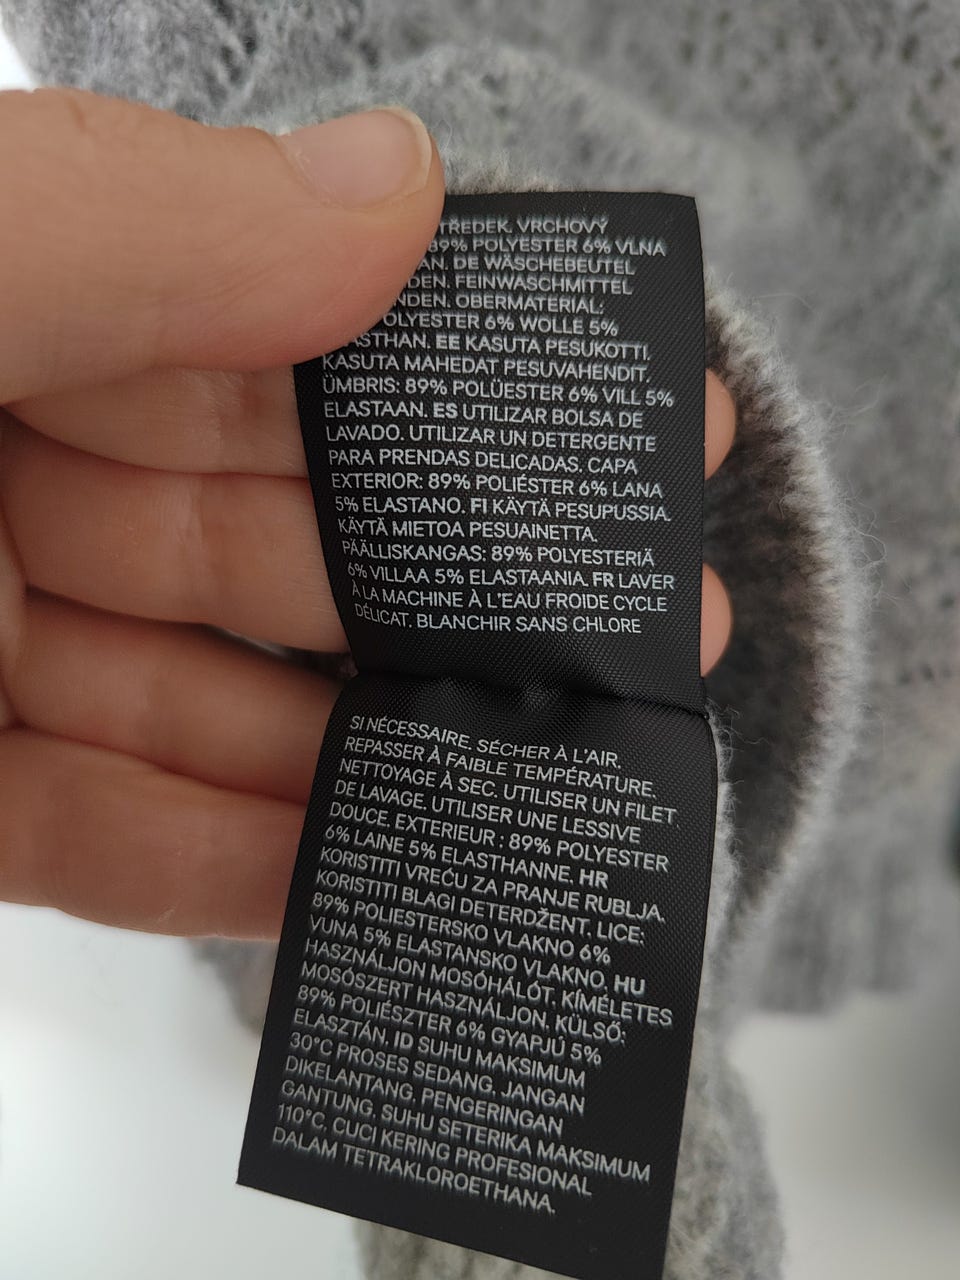 TŘEDEK. VRCHOVÝ
89% POLYESTER 6% VLNA
AN. DE WÄSCHEBEUTEL
DEN. FEINWASCHMITTEL
NDEN. OBERMATERIAL:
OLYESTER 6% WOLLE 5%
ASTHAN. EE KASUTA PESUKOTTI.
KASUTA MAHEDAT PESUVAHENDIT.
ÜMBRIS: 89% POLÜESTER 6% VILL 5%
ELASTAAN. ES UTILIZAR BOLSA DE
LAVADO. UTILIZAR UN DETERGENTE
PARA PRENDAS DELICADAS. CAPA
EXTERIOR: 89% POLIÉSTER 6% LANA
5% ELASTANO. FI KÄYTÄ PESUPUSSIA.
KÄYTÄ MIETOA PESUAINETTA.
PÄÄLLISKANGAS: 89% POLYESTERIÄ
6% VILLAA 5% ELASTAANIA. FR LAVER
À LA MACHINE À L'EAU FROIDE CYCLE
DÉLICAT. BLANCHIR SANS CHLORE
SI NÉCESSAIRE. SÉCHER À L'AIR.
REPASSER À FAIBLE TEMPÉRATURE.
NETTOYAGE À SEC. UTILISER UN FILET
DE LAVAGE. UTILISER UNE LESSIVE
DOUCE. EXTERIEUR : 89% POLYESTER
6% LAINE 5% ELASTHANNE. HR
KORISTITI VREĆU ZA PRANJE RUBLJA.
KORISTITI BLAGI DETERDŽENT. LICE:
89% POLIESTERSKO VLAKNO 6%
VUNA 5% ELASTANSKO VLAKNO. HU
HASZNÁLJON MOSÓHÁLÓT. KÍMÉLETES
MOSÓSZERT HASZNÁLJON. KÜLSŐ:
89% POLIÉSZTER 6% GYAPJÚ 5%
ELASZTÁN. ID SUHU MAKSIMUM
30°C PROSES SEDANG. JANGAN
DIKELANTANG. PENGERINGAN
GANTUNG. SUHU SETERIKA MAKSIMUM
110°C. CUCI KERING PROFESIONAL
DALAM TETRAKLOROETHANA.